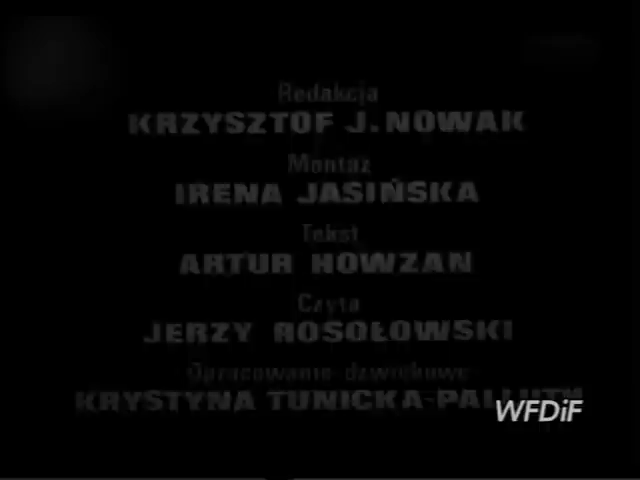 Redakcja
KRZYSZTOF J. NOWAK
Montaż
IRENA JASIŃSKA
Tekst
ARTUR HOWZAN
Czyta
JERZY ROSOŁOWSKI
Opracowanie dźwiękowe
KRYSTYNA
WFDiF